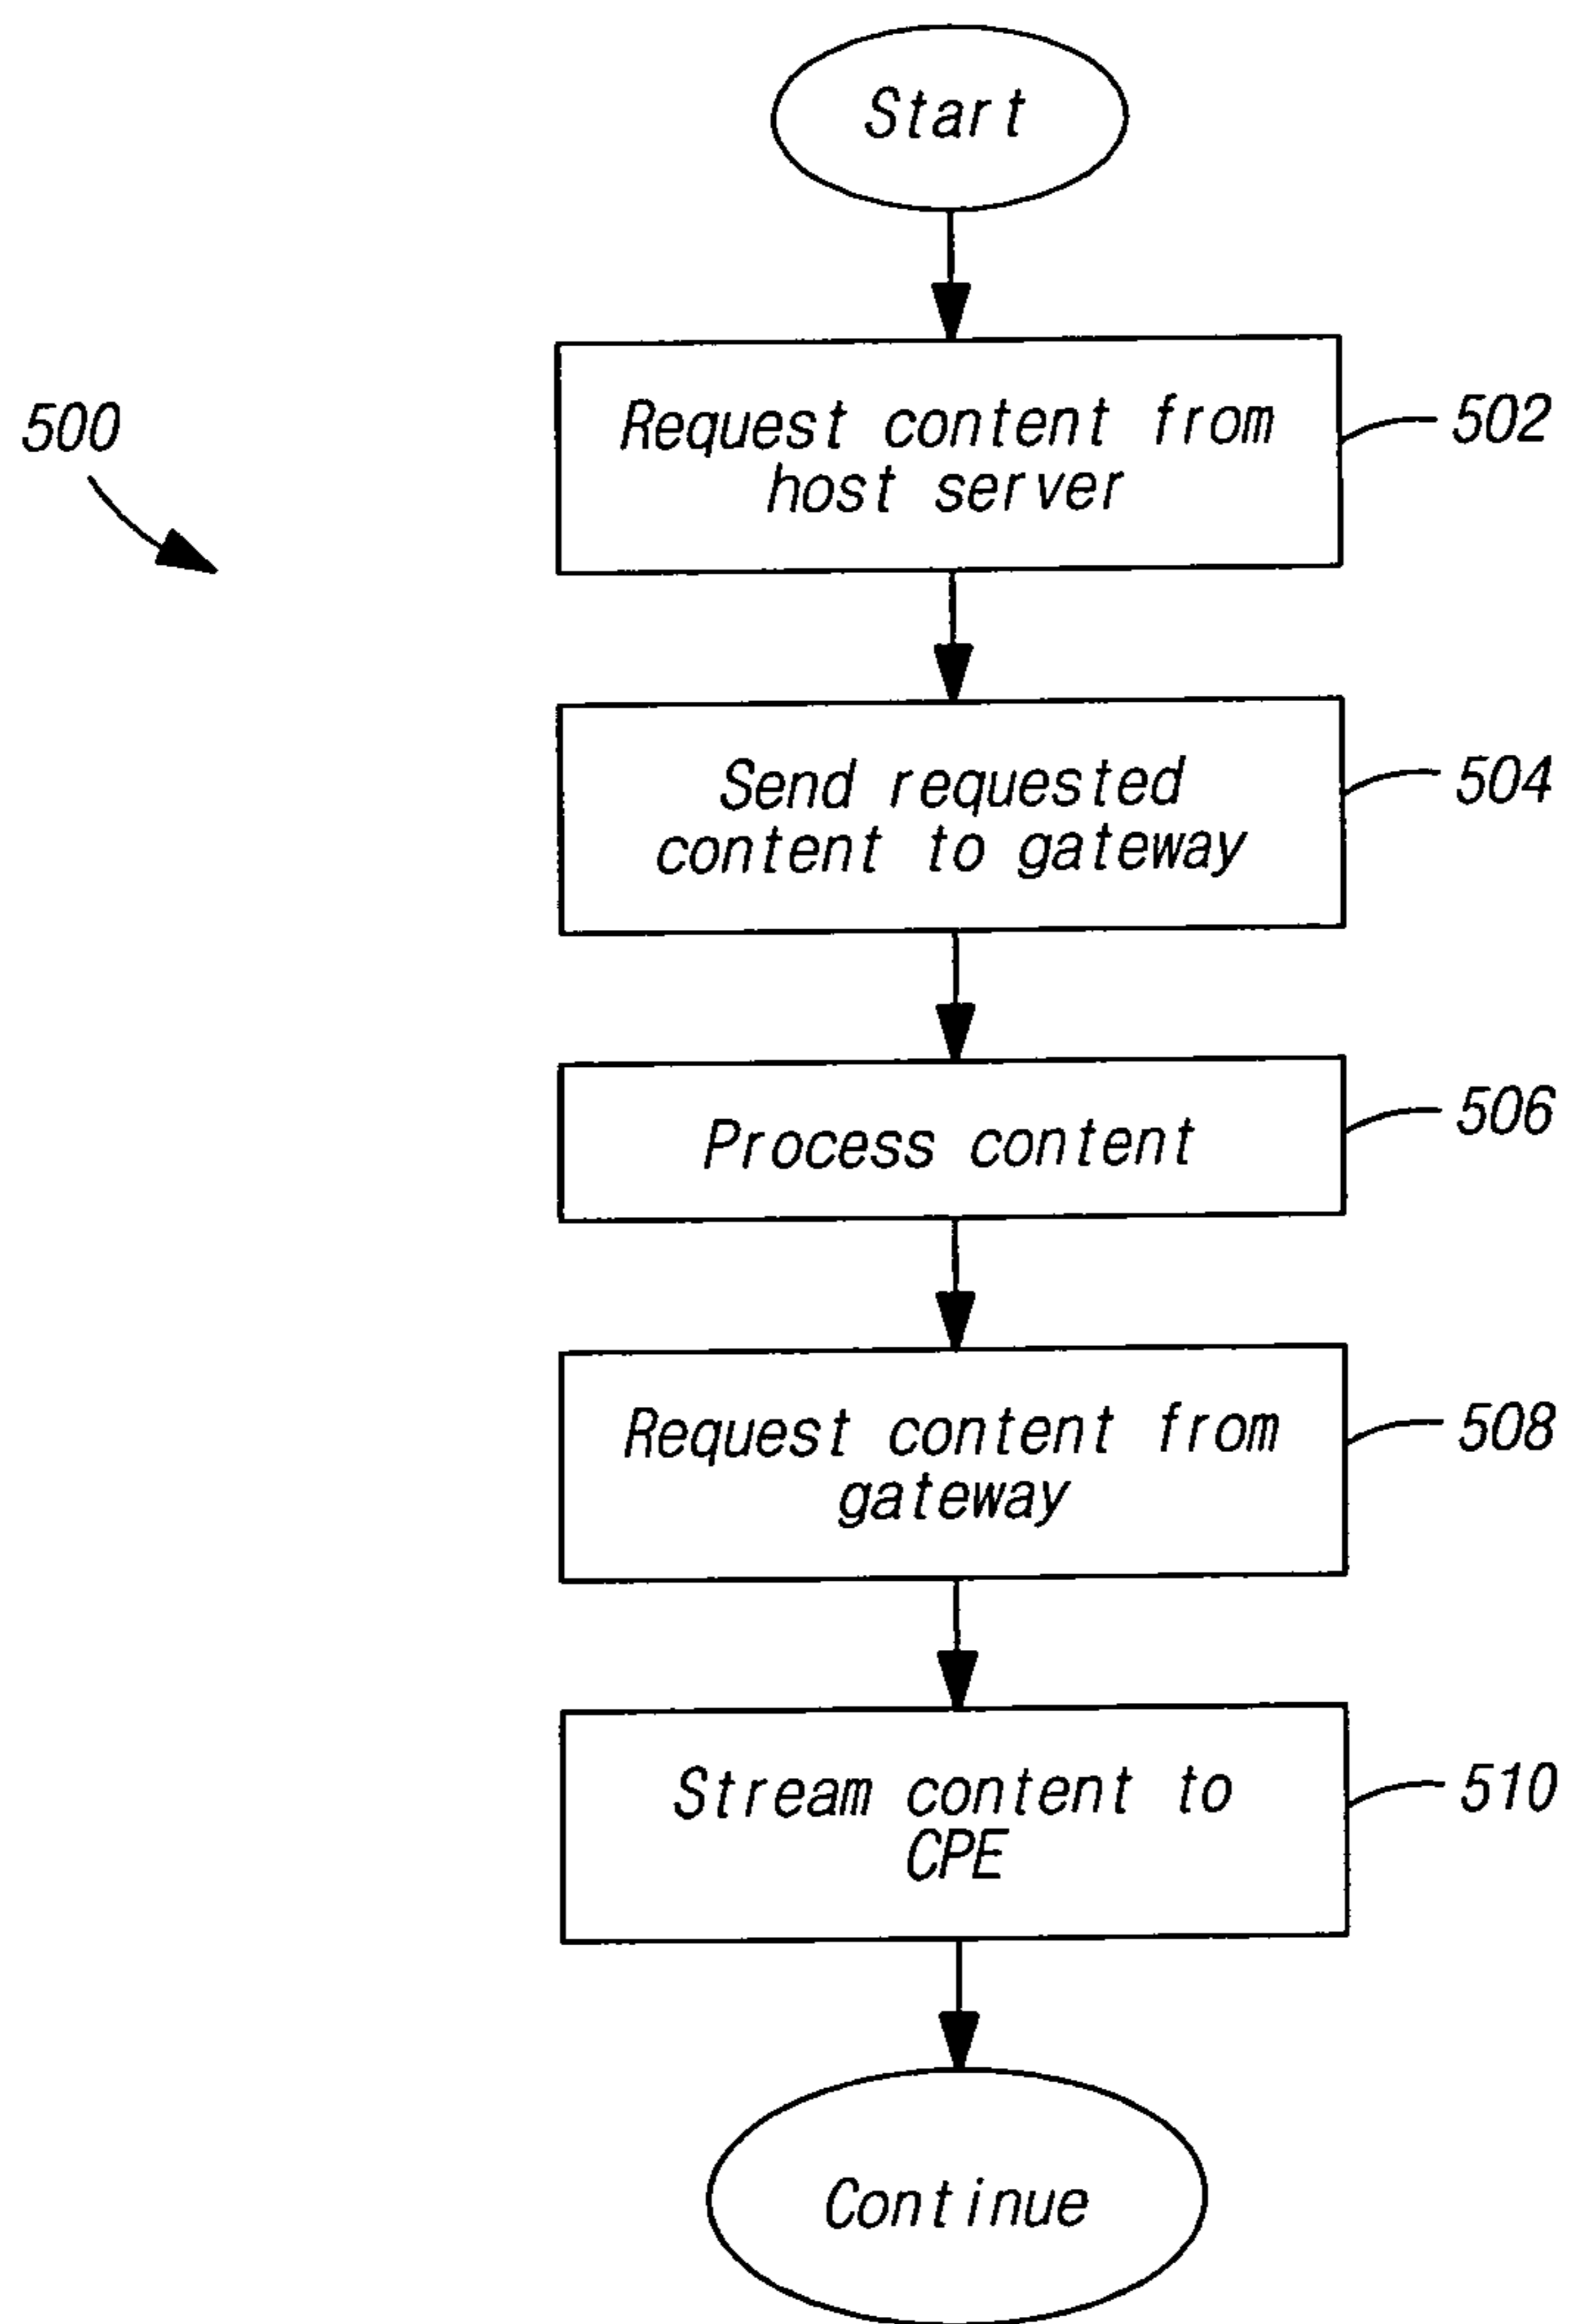 Start
500
Request content from
host server
502
Send requested
content to gateway
504
Process content
506
Request content from
gateway
508
Stream content to
CPE
510
Continue